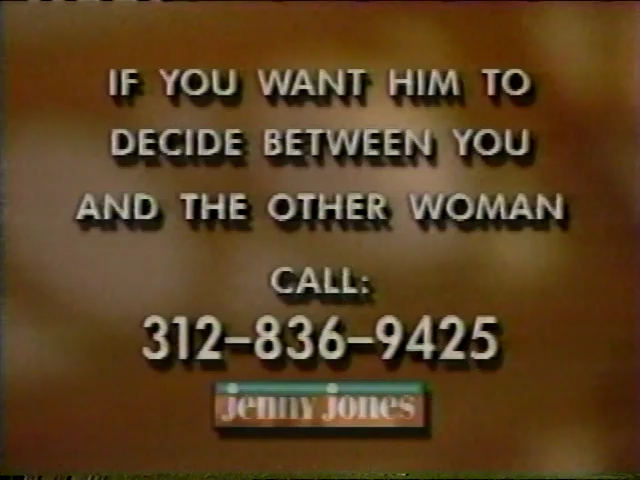 IF YOU WANT HIM TO
DECIDE BETWEEN YOU
AND THE OTHER WOMAN
CALL:
312-836-9425
jenny jones